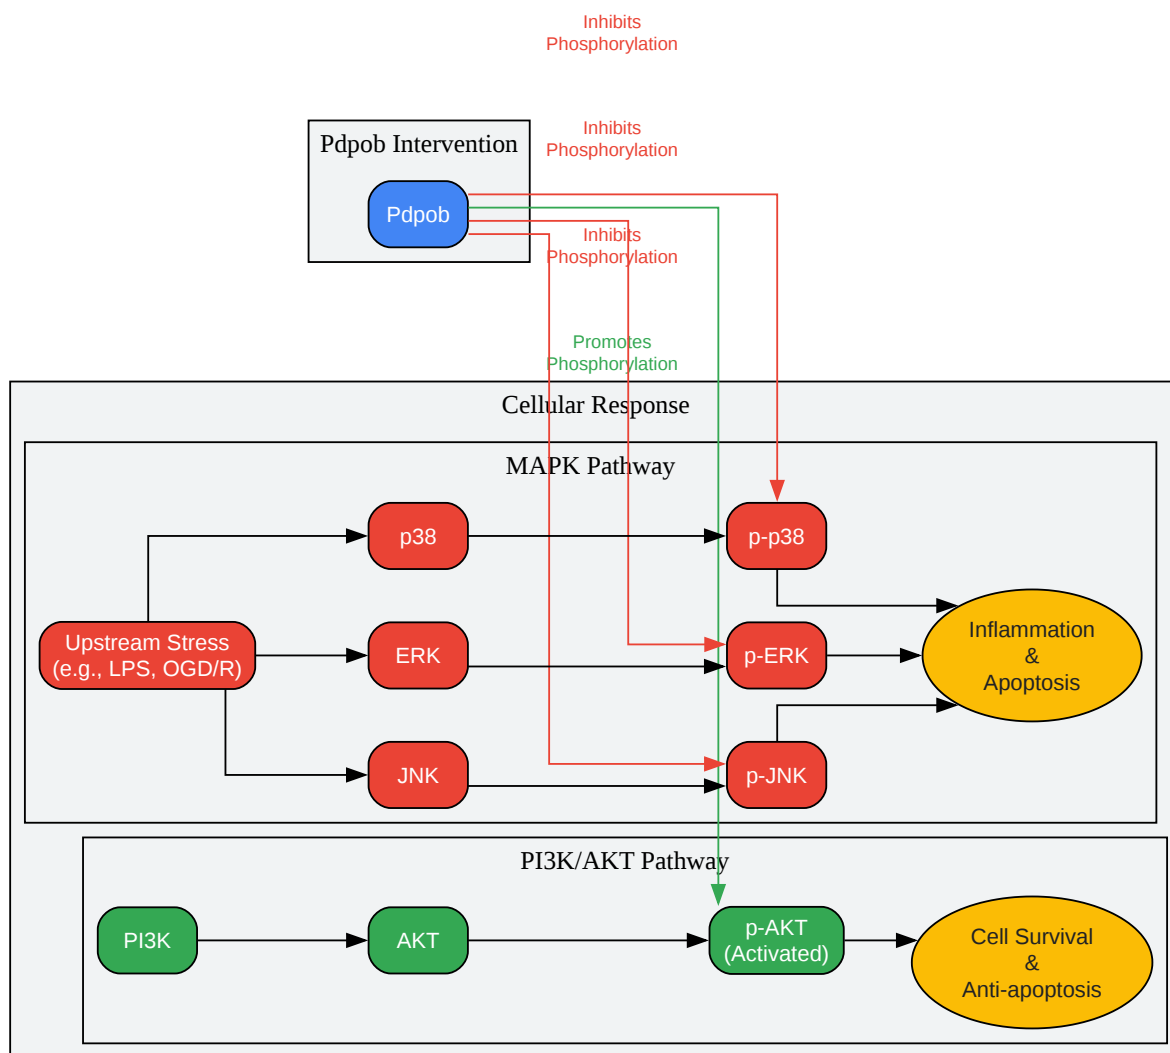 Inhibits
Phosphorylation
Inhibits
Phosphorylation
Pdpob Intervention
Pdpob
Inhibits
Phosphorylation
Promotes
Phosphorylation
Cellular Response
MAPK Pathway
p38
p-p38
Upstream Stress
(e.g., LPS, OGD/R)
ERK
p-ERK
Inflammation
&
Apoptosis
JNK
p-JNK
PI3K/AKT Pathway
PI3K
AKT
p-AKT
(Activated)
Cell Survival
&
Anti-apoptosis